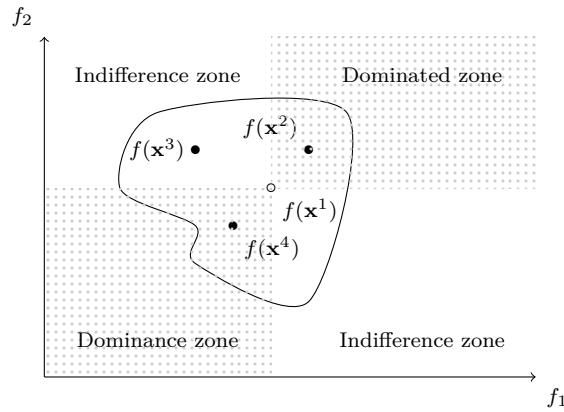 f₂
Indifference zone
Dominated zone
f(𝐱²)
f(𝐱³)
f(𝐱¹)
f(𝐱⁴)
Dominance zone
Indifference zone
f₁